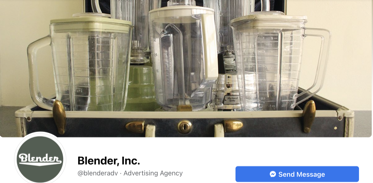 Blender
Blender, Inc.
@blenderadv · Advertising Agency
Send Message